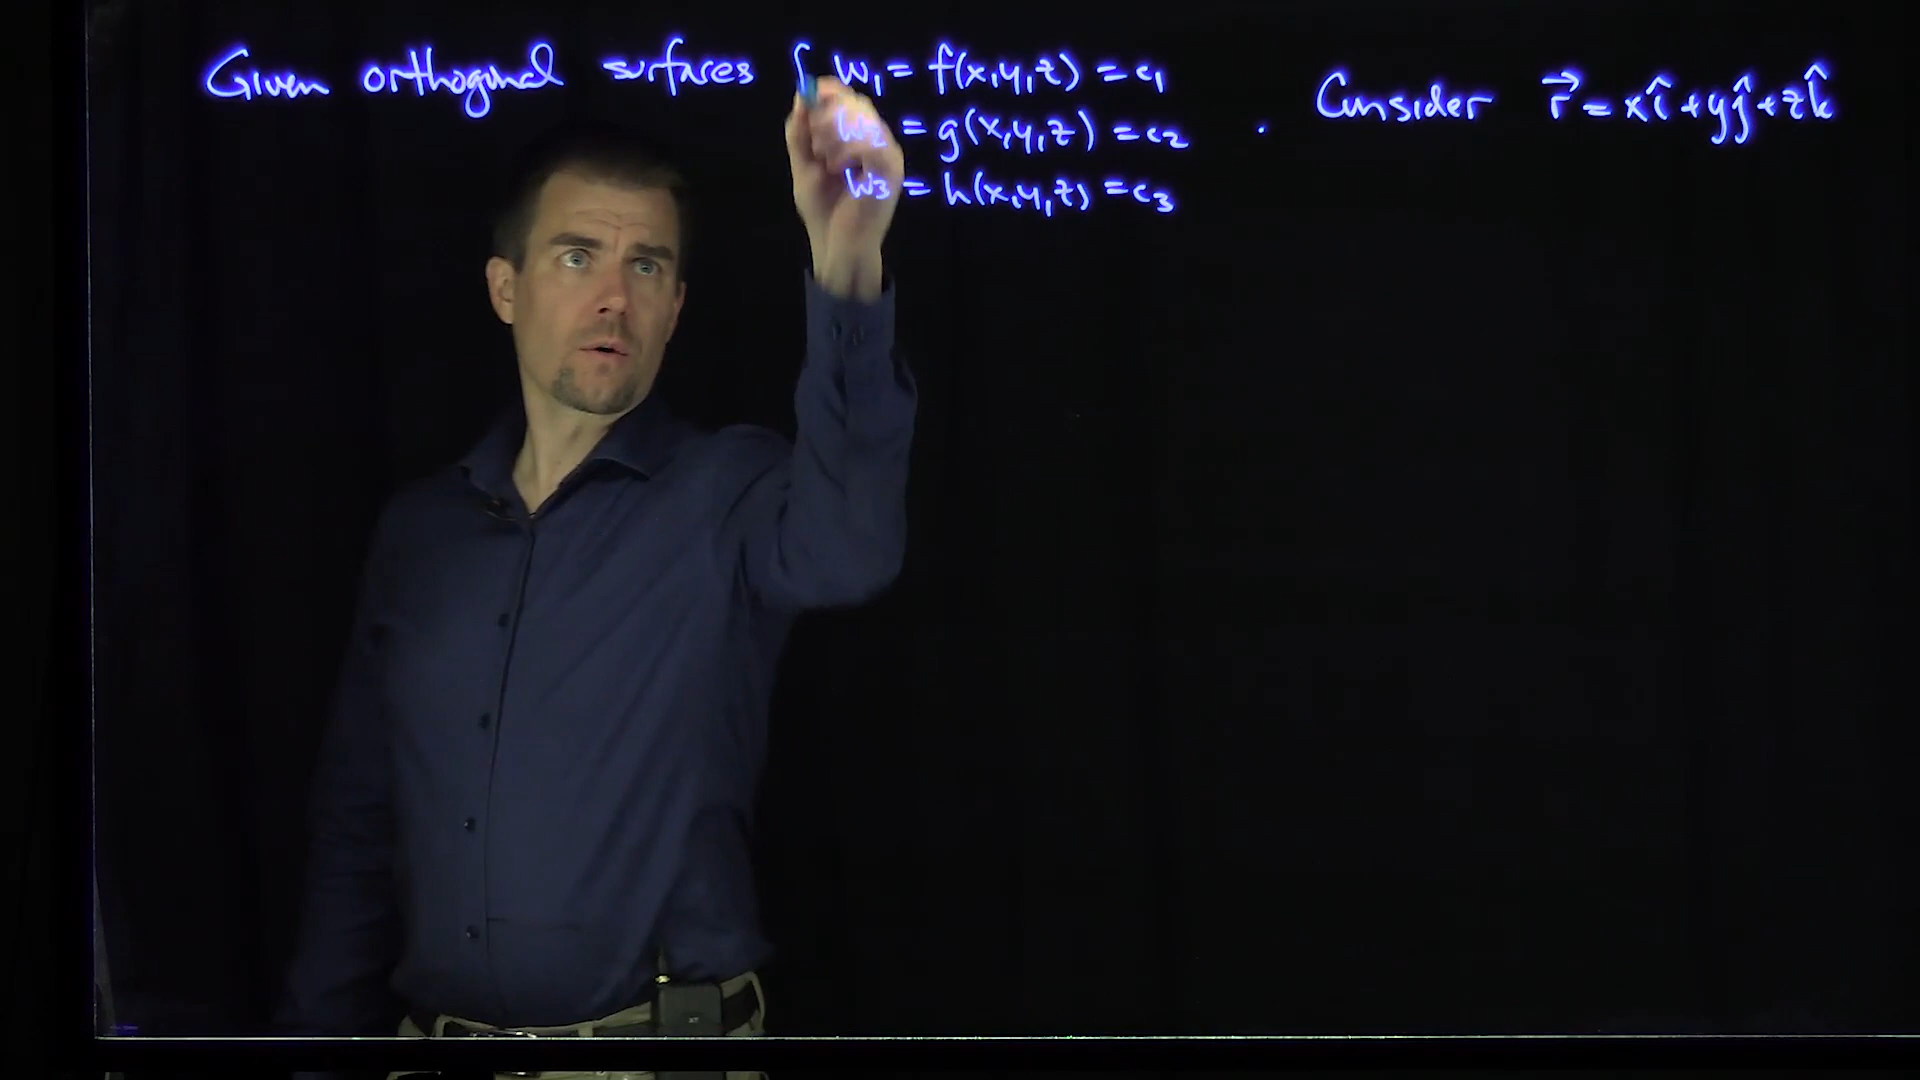 Given orthogonal surfaces { w₁ = f(x,y,z) = c₁
w₂ = g(x,y,z) = c₂ . Consider r⃗ = xî + yĵ + zk̂
w₃ = h(x,y,z) = c₃